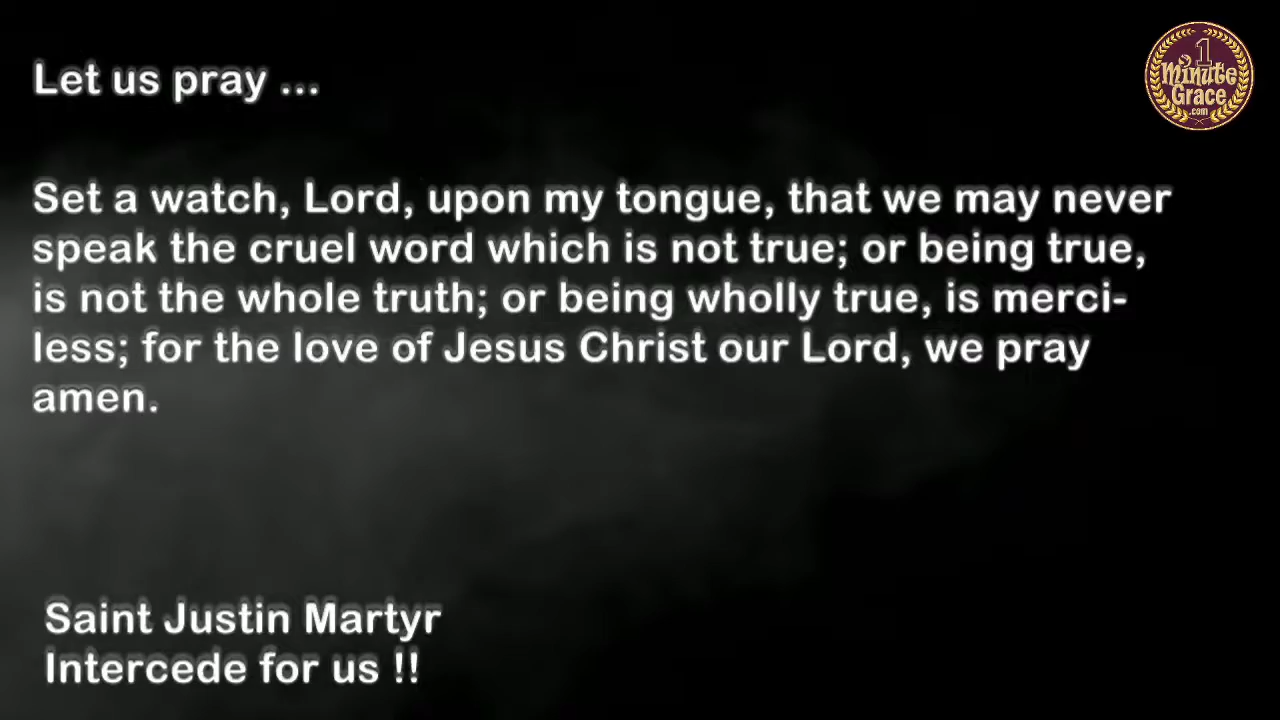 Let us pray ...
1
Minute
Grace
.com
Set a watch, Lord, upon my tongue, that we may never
speak the cruel word which is not true; or being true,
is not the whole truth; or being wholly true, is merci-
less; for the love of Jesus Christ our Lord, we pray
amen.
Saint Justin Martyr
Intercede for us !!